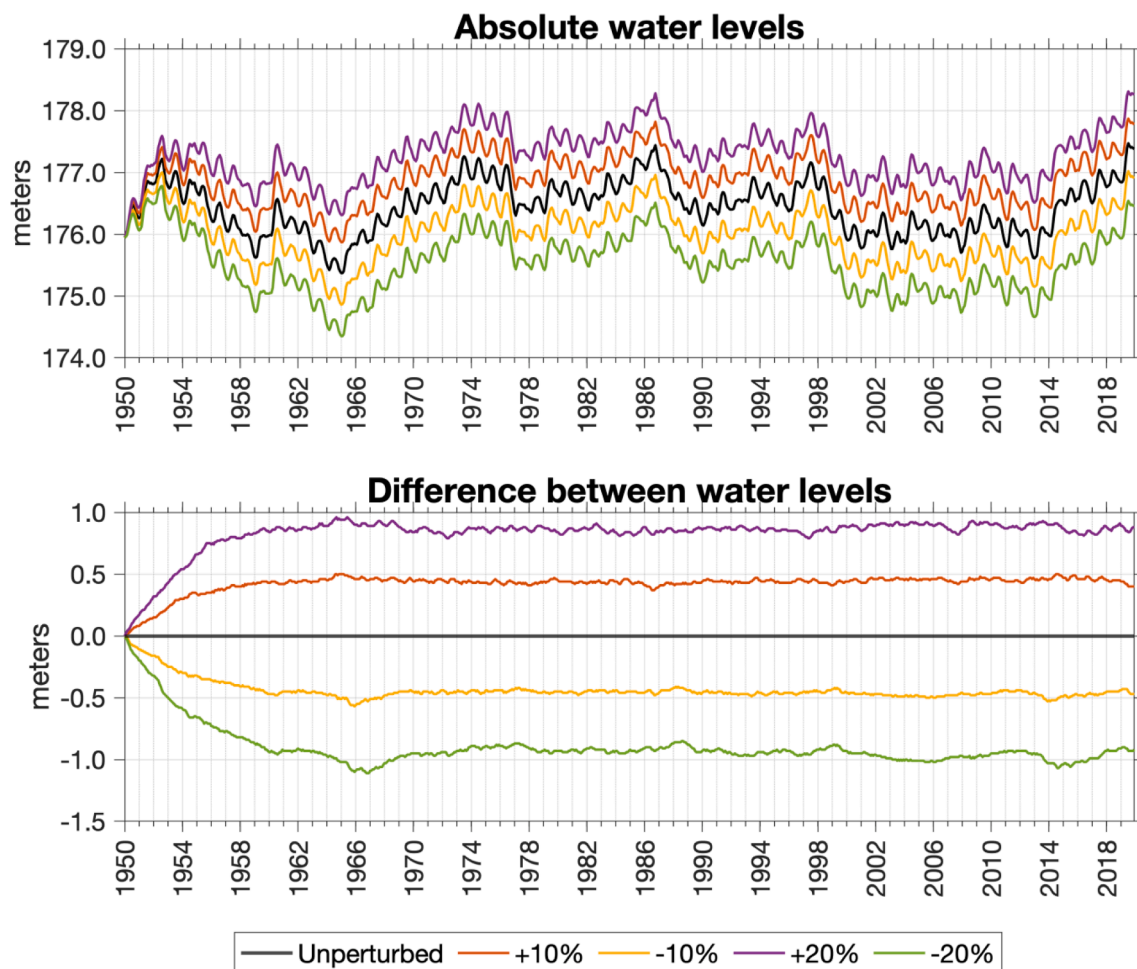 Absolute water levels
179.0
178.0
177.0
176.0
175.0
174.0
meters
1950 1954 1958 1962 1966 1970 1974 1978 1982 1986 1990 1994 1998 2002 2006 2010 2014 2018
Difference between water levels
1.0
0.5
0.0
-0.5
-1.0
-1.5
meters
1950 1954 1958 1962 1966 1970 1974 1978 1982 1986 1990 1994 1998 2002 2006 2010 2014 2018
Unperturbed +10% -10% +20% -20%